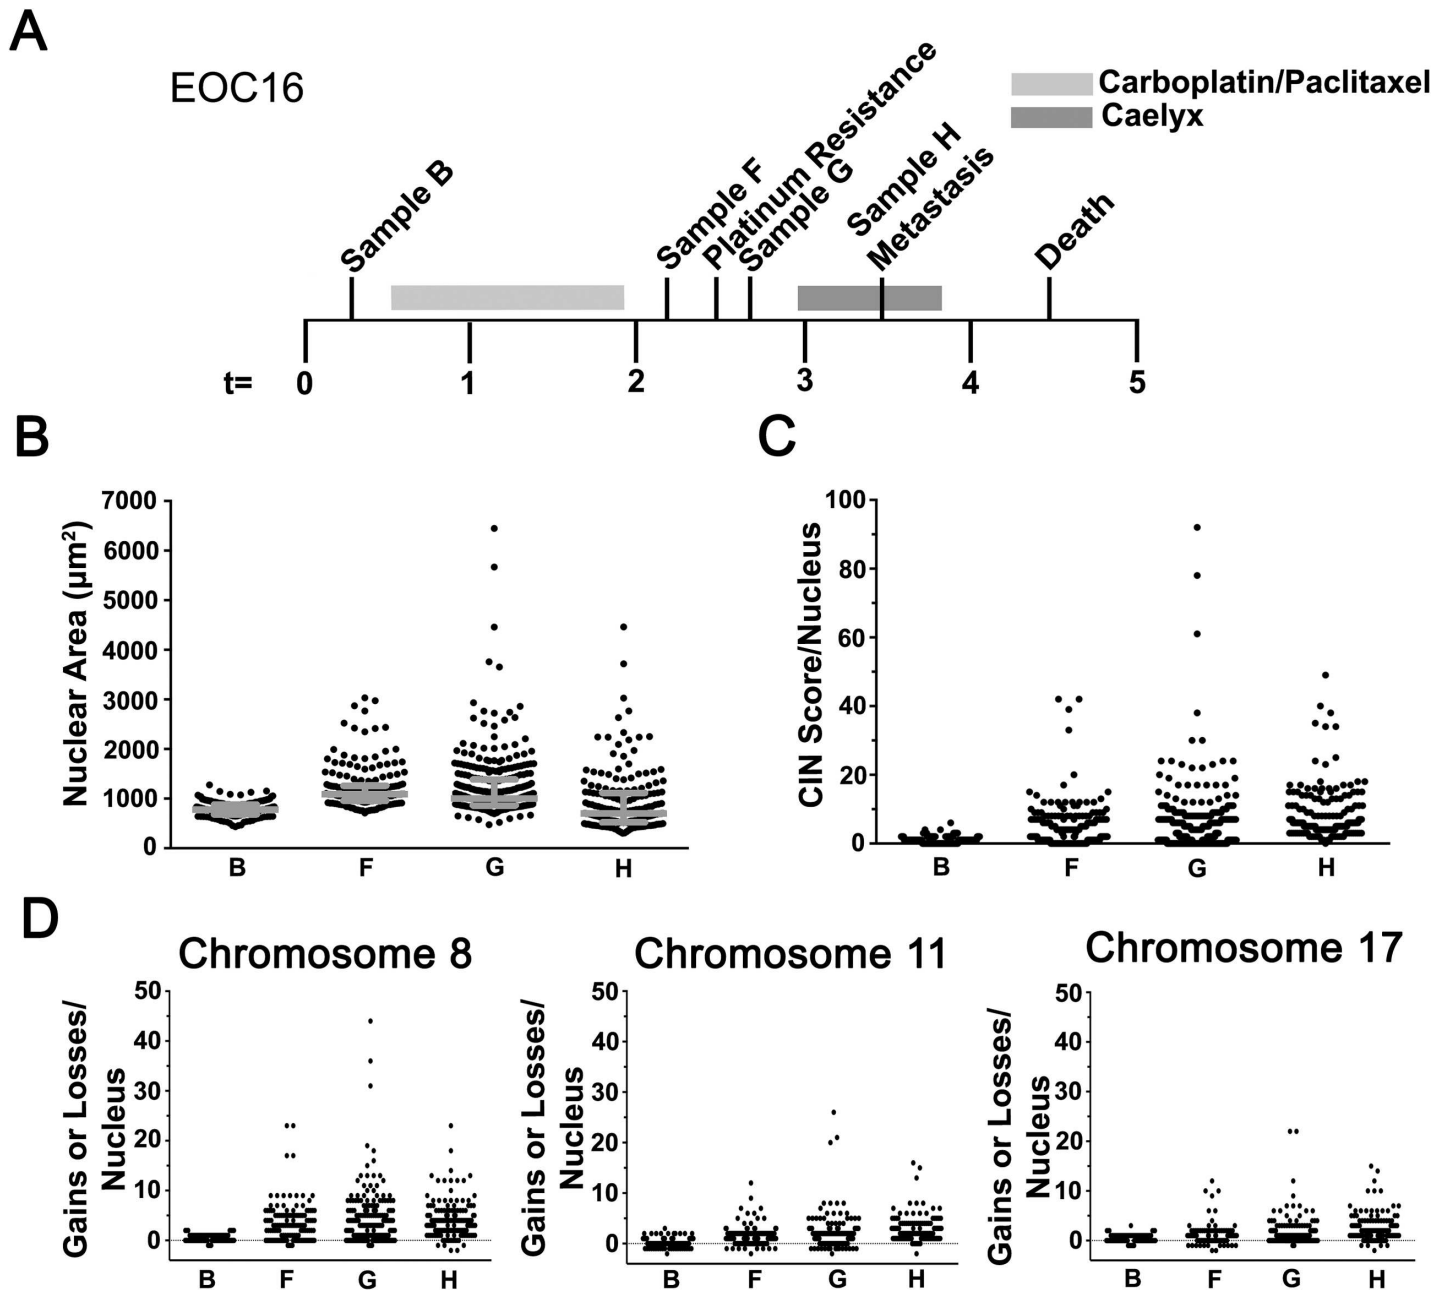 A
EOC16
Carboplatin/Paclitaxel
Caelyx
Sample B
Sample F
Platinum Resistance
Sample G
Sample H
Metastasis
Death
t= 0 1 2 3 4 5
B
Nuclear Area (µm²)
7000
6000
5000
4000
3000
2000
1000
0
B F G H
C
CIN Score/Nucleus
100
80
60
40
20
0
B F G H
D
Chromosome 8
Gains or Losses/
Nucleus
50
40
30
20
10
0
B F G H
Chromosome 11
Gains or Losses/
Nucleus
50
40
30
20
10
0
B F G H
Chromosome 17
Gains or Losses/
Nucleus
50
40
30
20
10
0
B F G H